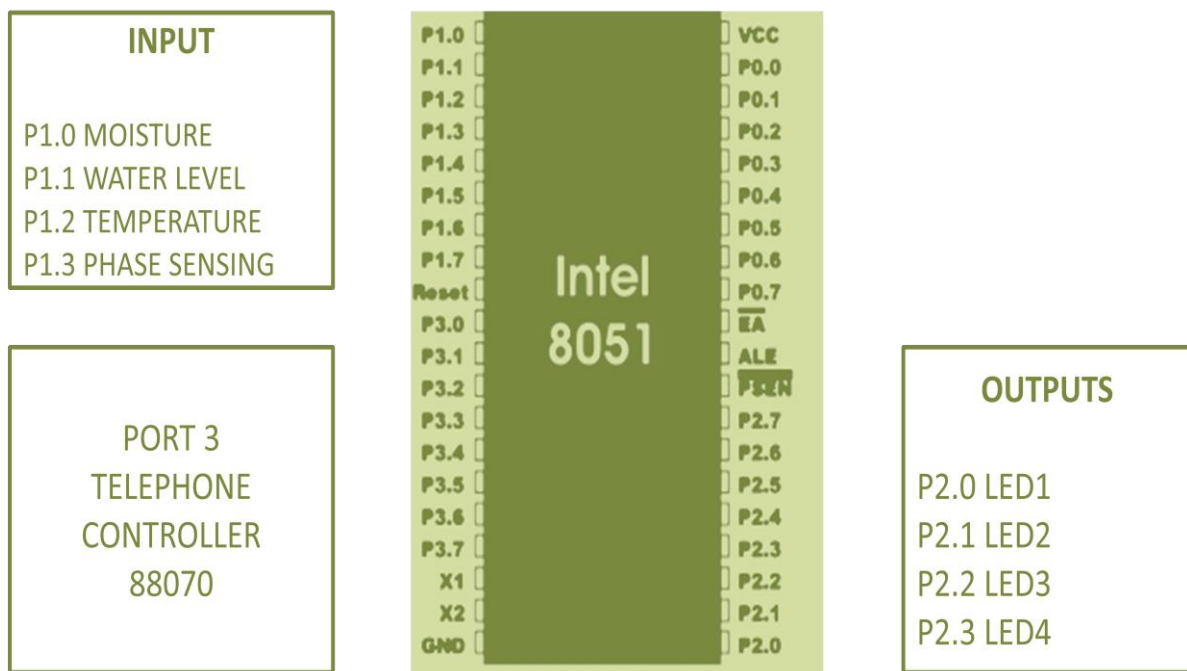 INPUT
P1.0 MOISTURE
P1.1 WATER LEVEL
P1.2 TEMPERATURE
P1.3 PHASE SENSING
PORT 3
TELEPHONE
CONTROLLER
88070
P1.0
P1.1
P1.2
P1.3
P1.4
P1.5
P1.6
P1.7
Reset
P3.0
P3.1
P3.2
P3.3
P3.4
P3.5
P3.6
P3.7
X1
X2
GND
Intel
8051
VCC
P0.0
P0.1
P0.2
P0.3
P0.4
P0.5
P0.6
P0.7
EA
ALE
PSEN
P2.7
P2.6
P2.5
P2.4
P2.3
P2.2
P2.1
P2.0
OUTPUTS
P2.0 LED1
P2.1 LED2
P2.2 LED3
P2.3 LED4